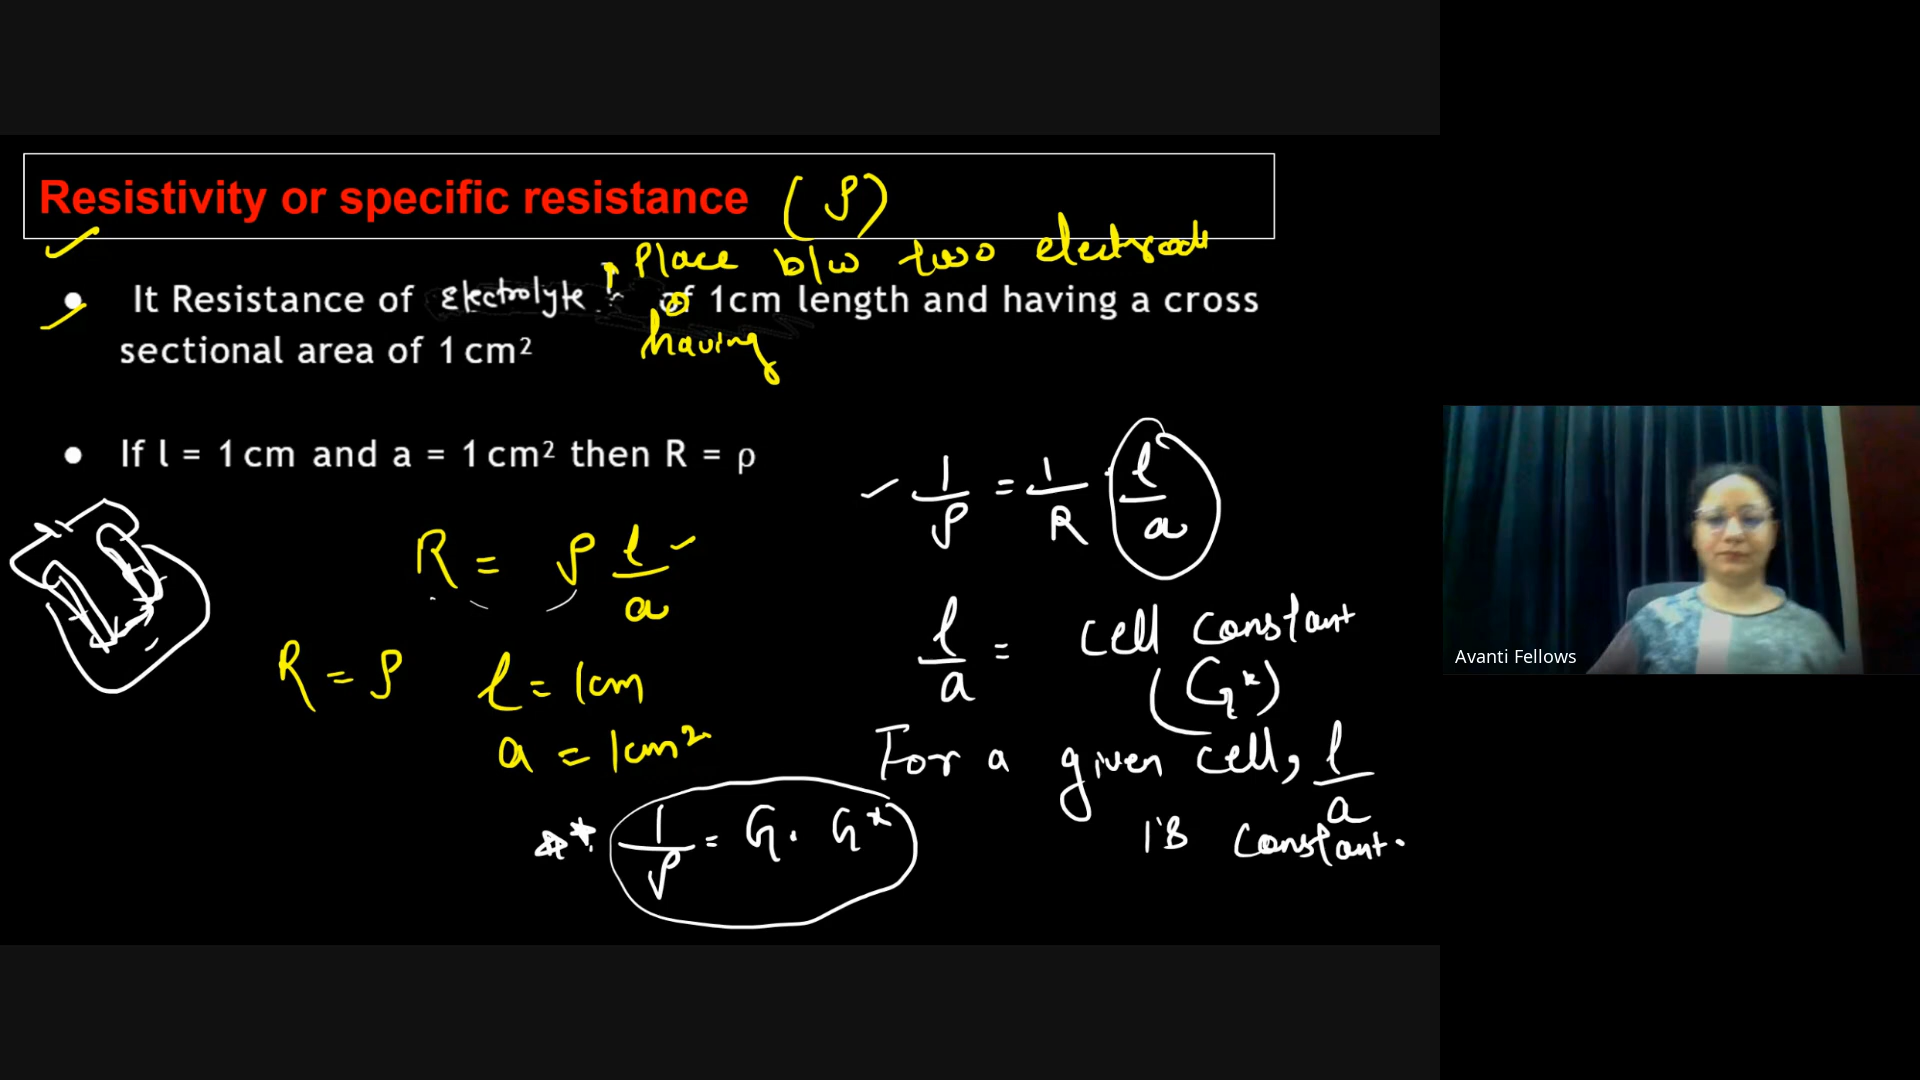 Resistivity or specific resistance (ρ)
Place b/w two electrode
It Resistance of Electrolyte of 1cm length and having a cross
having
sectional area of 1 cm²
If l = 1 cm and a = 1 cm² then R = ρ
1/ρ = 1/R l/a
R = ρ l/a
l/a = cell constant
(G*)
R = ρ l = 1cm
a = 1cm²
For a given cell, l/a
is constant.
** 1/ρ = G. G*
Avanti Fellows